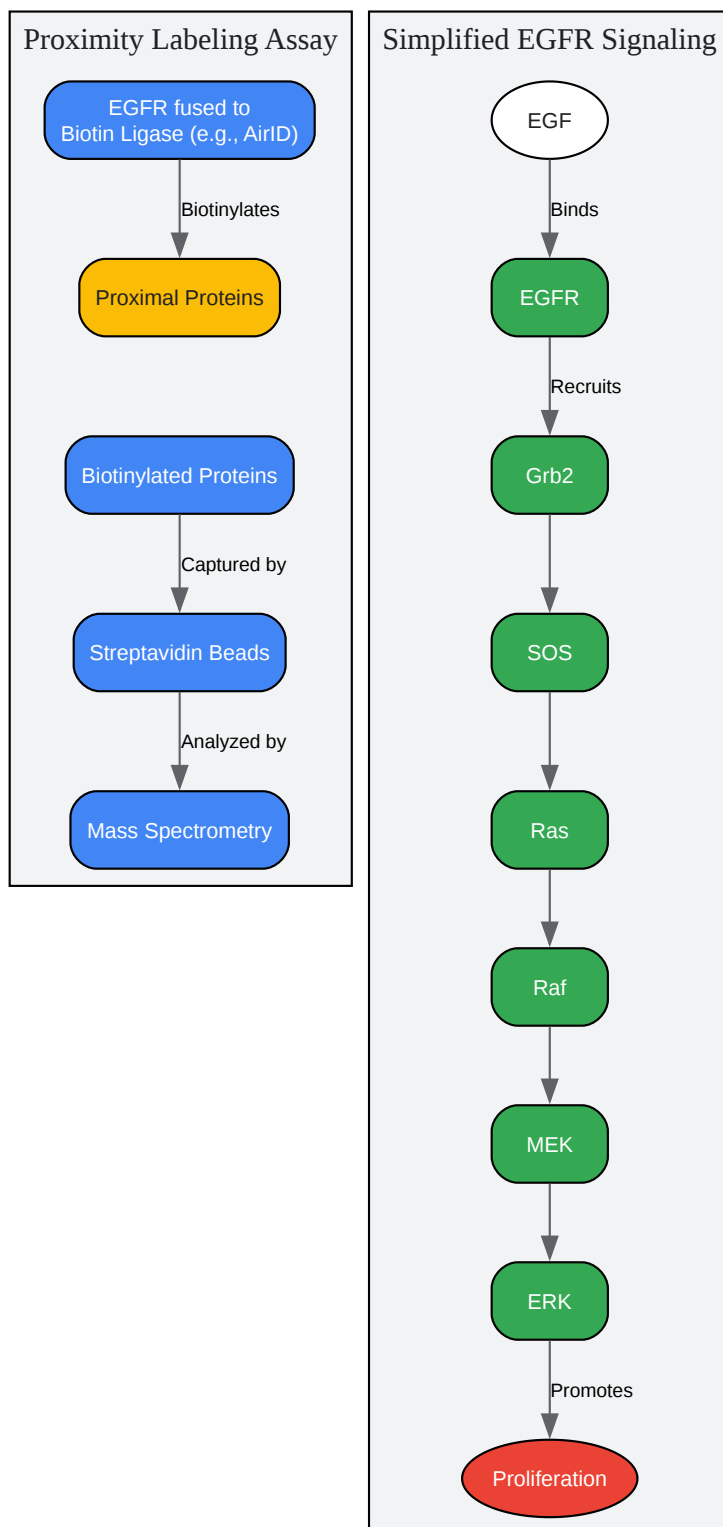 Proximity Labeling Assay
EGFR fused to
Biotin Ligase (e.g., AirID)
Biotinylates
Proximal Proteins
Biotinylated Proteins
Captured by
Streptavidin Beads
Analyzed by
Mass Spectrometry
Simplified EGFR Signaling
EGF
Binds
EGFR
Recruits
Grb2
SOS
Ras
Raf
MEK
ERK
Promotes
Proliferation